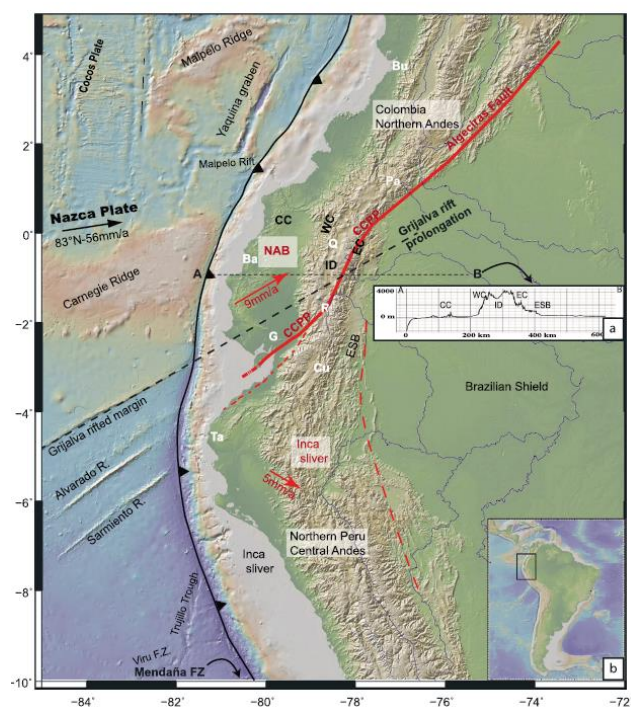 Cocos Plate
Malpelo Ridge
Yaquina graben
Malpelo Rift
Nazca Plate
83°N-56mm/a
Carnegie Ridge
Grijalva rifted margin
Alvarado R.
Sarmiento R.
Trujillo Trough
Viru F.Z.
Mendaña FZ
Bu
Colombia
Northern Andes
Algeciras Fault
Pa
CCPP
Grijalva rift
prolongation
CC
WC
Q
EC
Ba
NAB
ID
A
B
9mm/a
R
CCPP
G
ESB
Cu
Ta
Inca
sliver
5mm/a
Brazilian Shield
Northern Peru
Central Andes
Inca
sliver
A
B
4000
0 m
WC
EC
CC
ID
ESB
200 km
400 km
600
a
b
4°
2°
0°
-2°
-4°
-6°
-8°
-10°
-84°
-82°
-80°
-78°
-76°
-74°
-72°